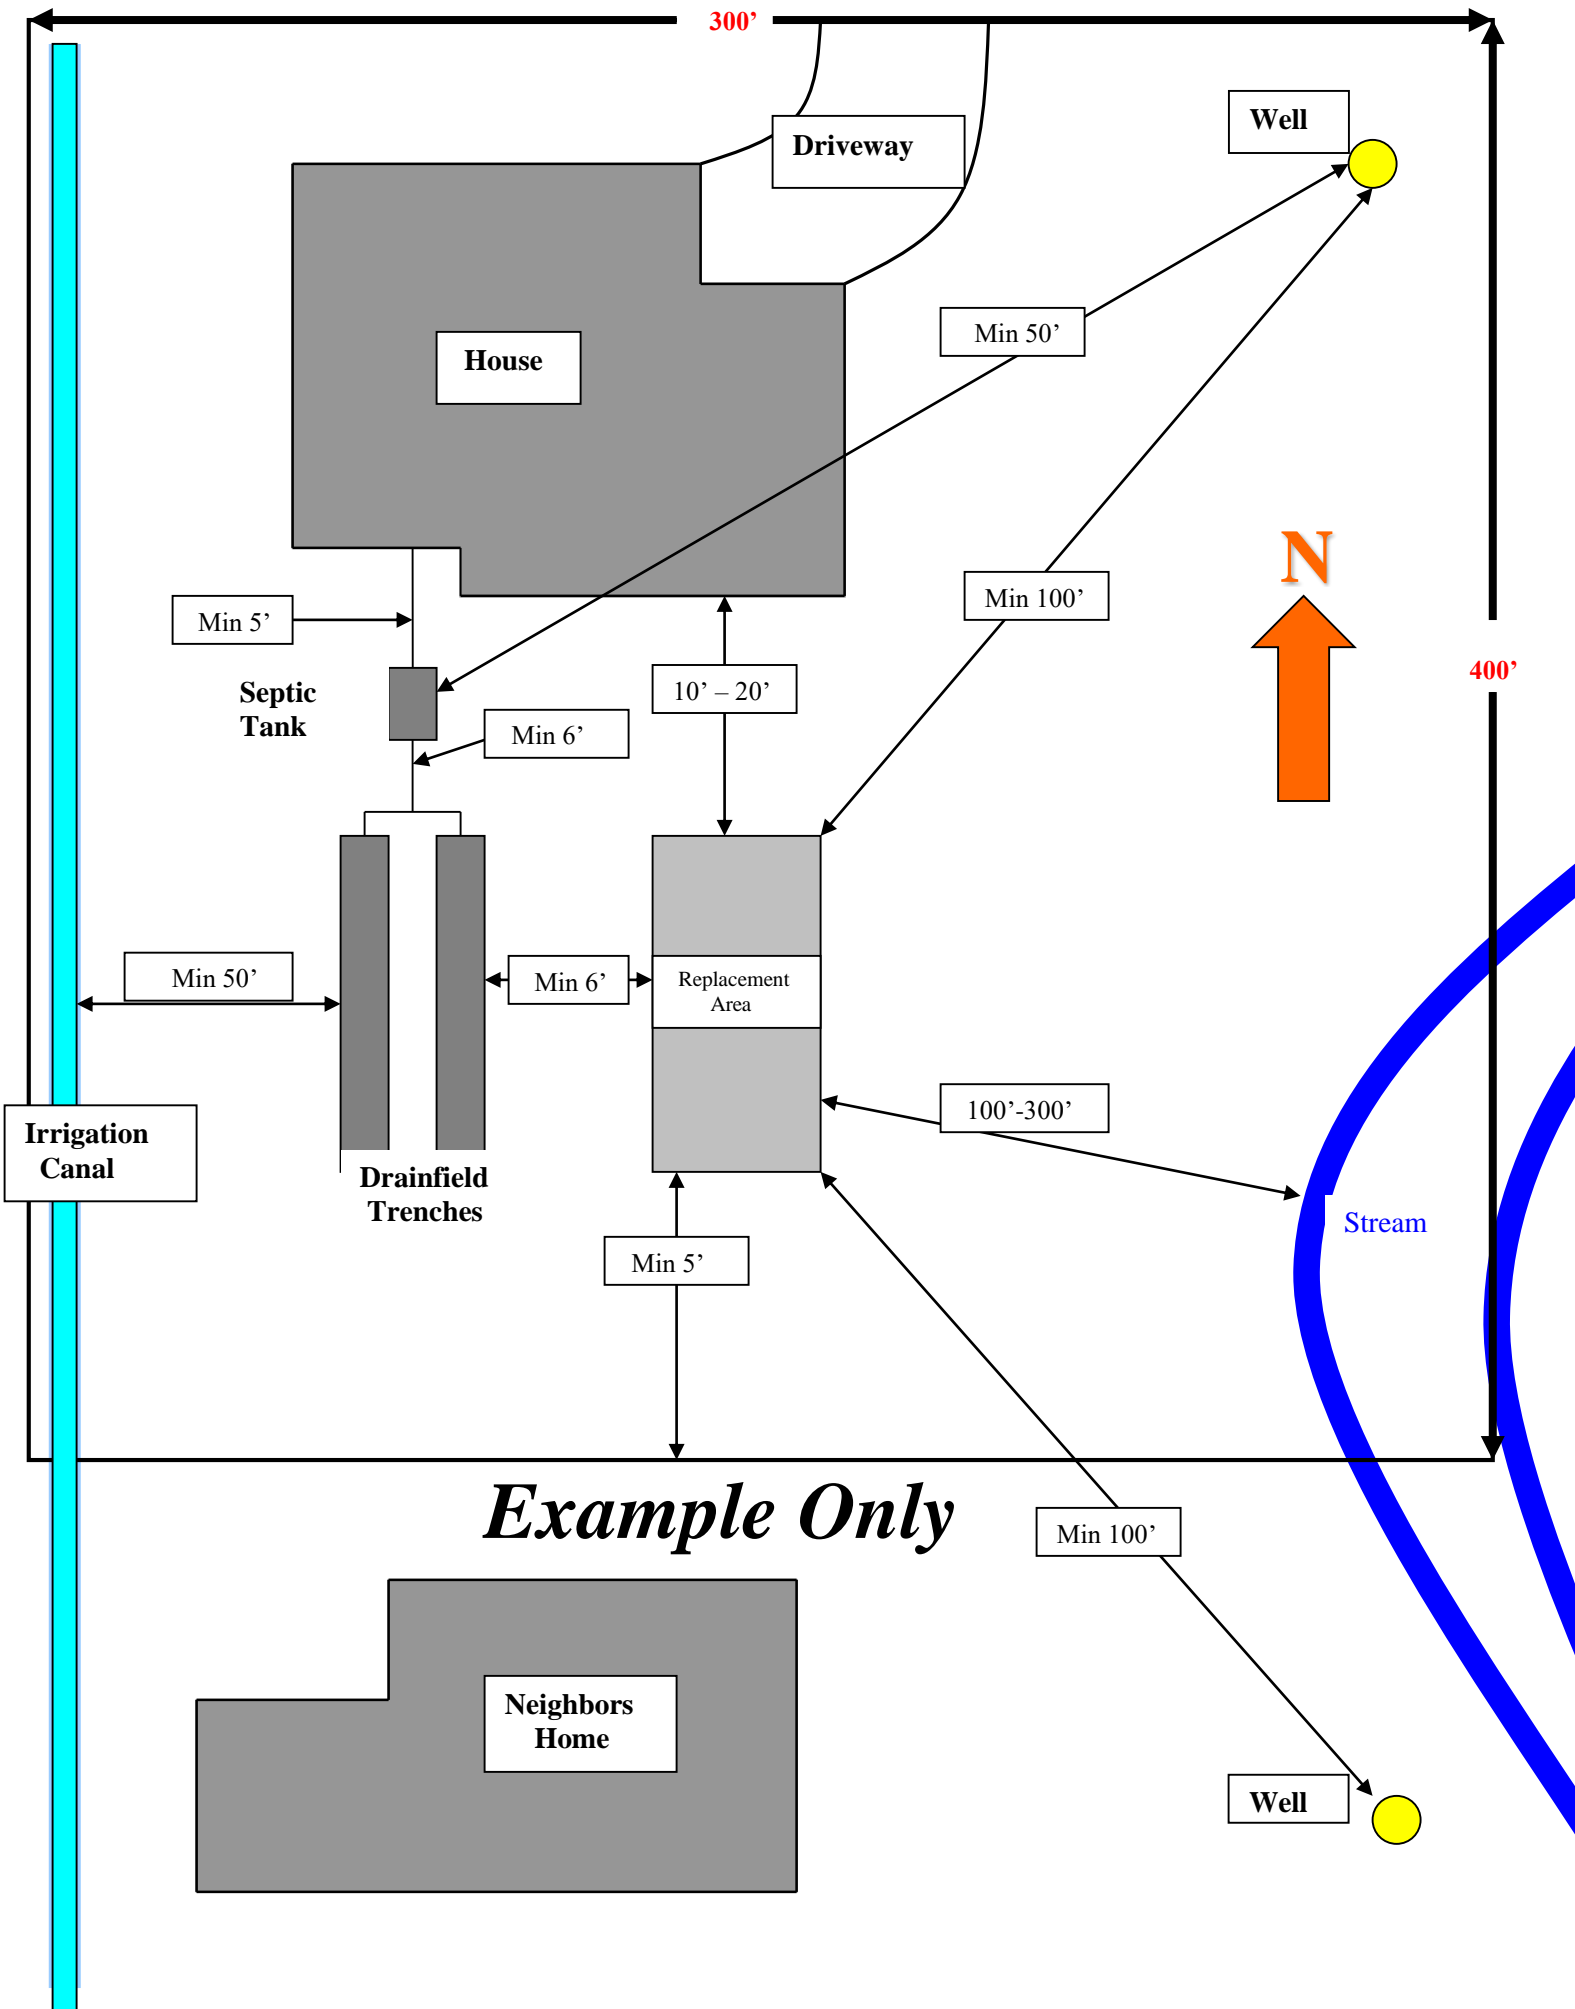 300’
Driveway
Well
House
Min 50’
N
Min 100’
Min 5’
400’
Septic
Tank
10’ – 20’
Min 6’
Min 50’
Min 6’
Replacement
Area
Irrigation
Canal
100’-300’
Drainfield
Trenches
Stream
Min 5’
Example Only
Min 100’
Neighbors
Home
Well